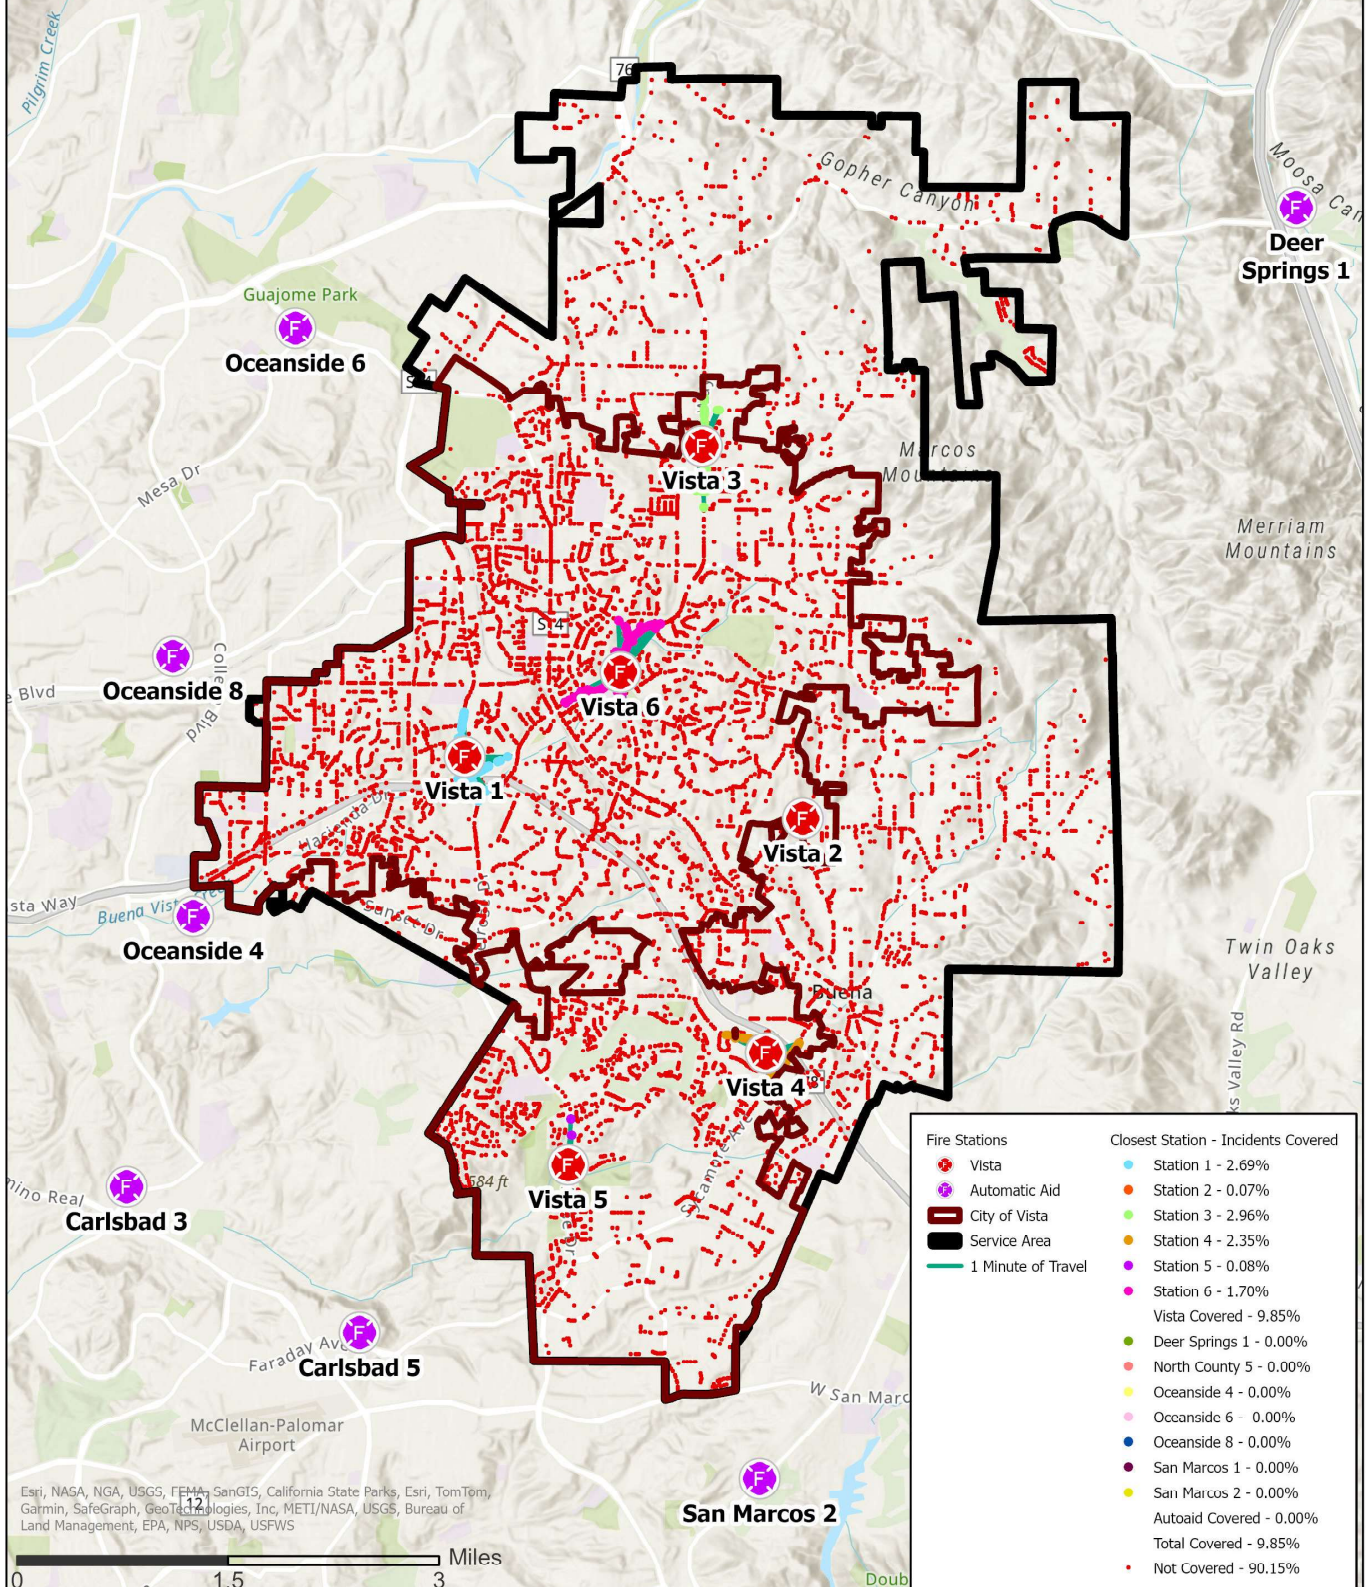 Pilgrim Creek
76
Gopher Canyon
Moosa Can
Deer
Springs 1
Guajome Park
Oceanside 6
Vista 3
Marcos
Mesa Dr
Merriam
Mountains
Oceanside 8
e Blvd
Vista 6
Vista 1
Hacienda Dr
Vista 2
sta Way
Sunset Dr
Oceanside 4
Twin Oaks
Valley
Buena
ks Valley Rd
Vista 4
Sycamore Ave
584 ft
Vista 5
mino Real
Carlsbad 3
Faraday Ave
Carlsbad 5
W San Marc
McClellan-Palomar
Airport
San Marcos 2
12
Doub
Esri, NASA, NGA, USGS, FEMA, SanGIS, California State Parks, Esri, TomTom,
Garmin, SafeGraph, GeoTechnologies, Inc, METI/NASA, USGS, Bureau of
Land Management, EPA, NPS, USDA, USFWS
Miles
0 1.5 3
Fire Stations
Vista
Automatic Aid
City of Vista
Service Area
1 Minute of Travel
Closest Station - Incidents Covered
Station 1 - 2.69%
Station 2 - 0.07%
Station 3 - 2.96%
Station 4 - 2.35%
Station 5 - 0.08%
Station 6 - 1.70%
Vista Covered - 9.85%
Deer Springs 1 - 0.00%
North County 5 - 0.00%
Oceanside 4 - 0.00%
Oceanside 6 - 0.00%
Oceanside 8 - 0.00%
San Marcos 1 - 0.00%
San Marcos 2 - 0.00%
Autoaid Covered - 0.00%
Total Covered - 9.85%
Not Covered - 90.15%